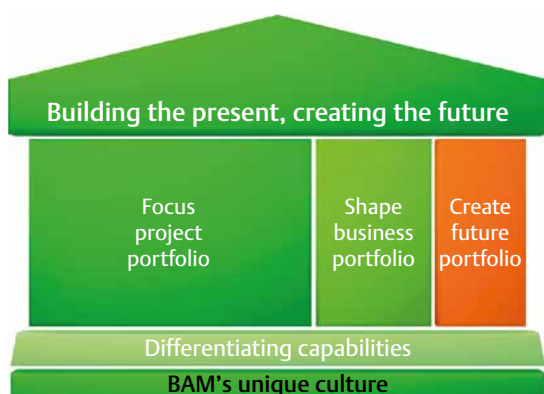 Building the present, creating the future
Focus
project
portfolio
Shape
business
portfolio
Create
future
portfolio
Differentiating capabilities
BAM's unique culture